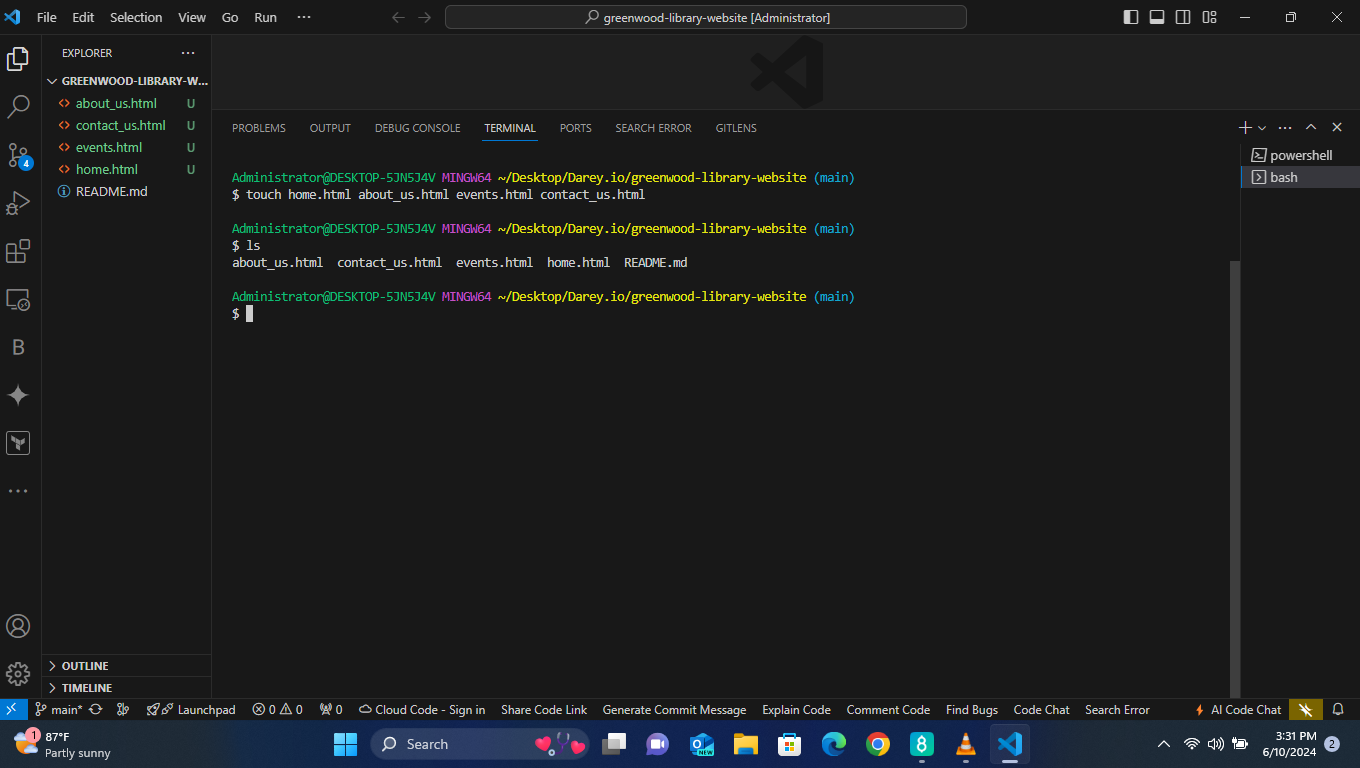 File Edit Selection View Go Run ···
greenwood-library-website [Administrator]
EXPLORER ···
GREENWOOD-LIBRARY-W...
about_us.html U
contact_us.html U
events.html U
home.html U
README.md
4
B
OUTLINE
TIMELINE
PROBLEMS OUTPUT DEBUG CONSOLE TERMINAL PORTS SEARCH ERROR GITLENS
powershell
bash
Administrator@DESKTOP-5JN5J4V MINGW64 ~/Desktop/Darey.io/greenwood-library-website (main)
$ touch home.html about_us.html events.html contact_us.html
Administrator@DESKTOP-5JN5J4V MINGW64 ~/Desktop/Darey.io/greenwood-library-website (main)
$ ls
about_us.html contact_us.html events.html home.html README.md
Administrator@DESKTOP-5JN5J4V MINGW64 ~/Desktop/Darey.io/greenwood-library-website (main)
$
main* Launchpad 0 0 0 Cloud Code - Sign in Share Code Link Generate Commit Message Explain Code Comment Code Find Bugs Code Chat Search Error AI Code Chat
1 87°F
Partly sunny
Search
NEW
8
3:31 PM
6/10/2024
2